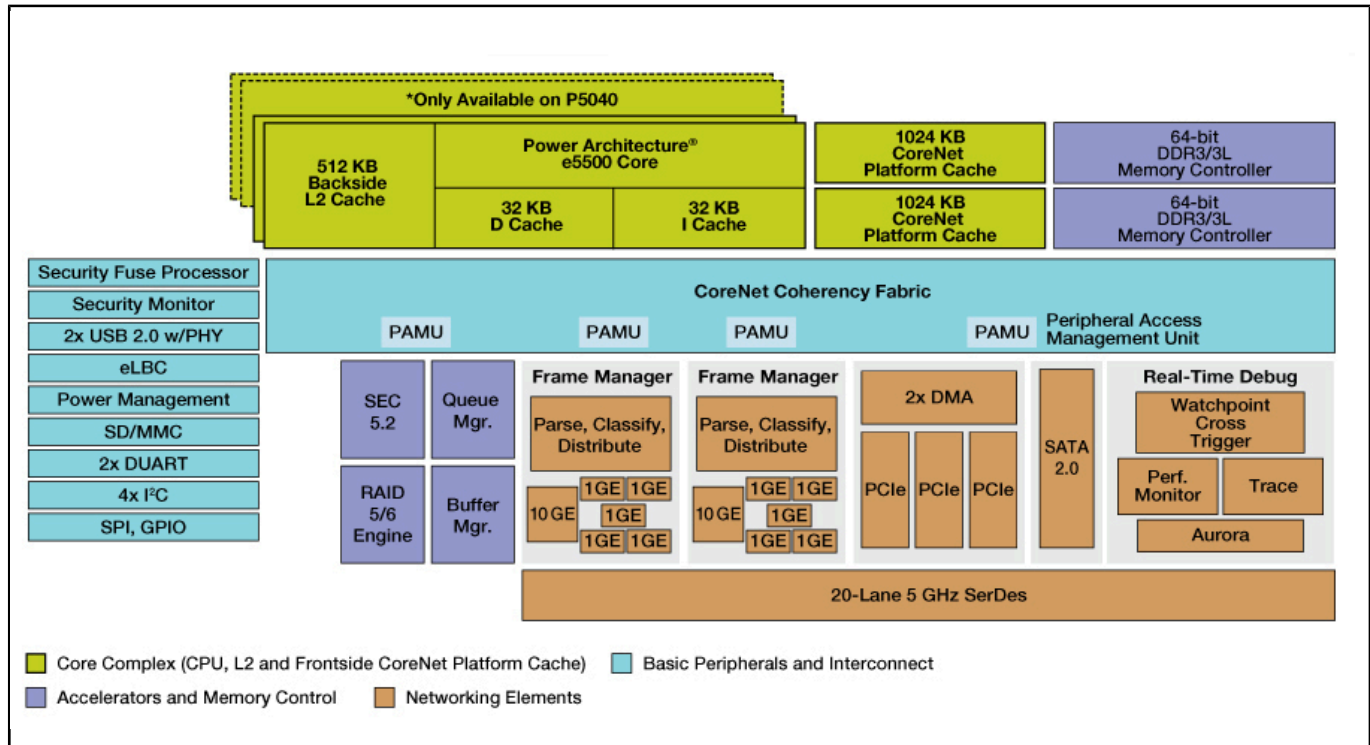 *Only Available on P5040
512 KB
Backside
L2 Cache
Power Architecture®
e5500 Core
32 KB
D Cache
32 KB
I Cache
1024 KB
CoreNet
Platform Cache
64-bit
DDR3/3L
Memory Controller
1024 KB
CoreNet
Platform Cache
64-bit
DDR3/3L
Memory Controller
Security Fuse Processor
Security Monitor
2x USB 2.0 w/PHY
eLBC
Power Management
SD/MMC
2x DUART
4x I²C
SPI, GPIO
CoreNet Coherency Fabric
PAMU
PAMU
PAMU
PAMU
Peripheral Access
Management Unit
SEC
5.2
Queue
Mgr.
RAID
5/6
Engine
Buffer
Mgr.
Frame Manager
Parse, Classify,
Distribute
10 GE
1GE 1GE
1GE
1GE 1GE
Frame Manager
Parse, Classify,
Distribute
10 GE
1GE 1GE
1GE
1GE 1GE
2x DMA
PCIe
PCIe
PCIe
SATA
2.0
Real-Time Debug
Watchpoint
Cross
Trigger
Perf.
Monitor
Trace
Aurora
20-Lane 5 GHz SerDes
Core Complex (CPU, L2 and Frontside CoreNet Platform Cache)
Basic Peripherals and Interconnect
Accelerators and Memory Control
Networking Elements